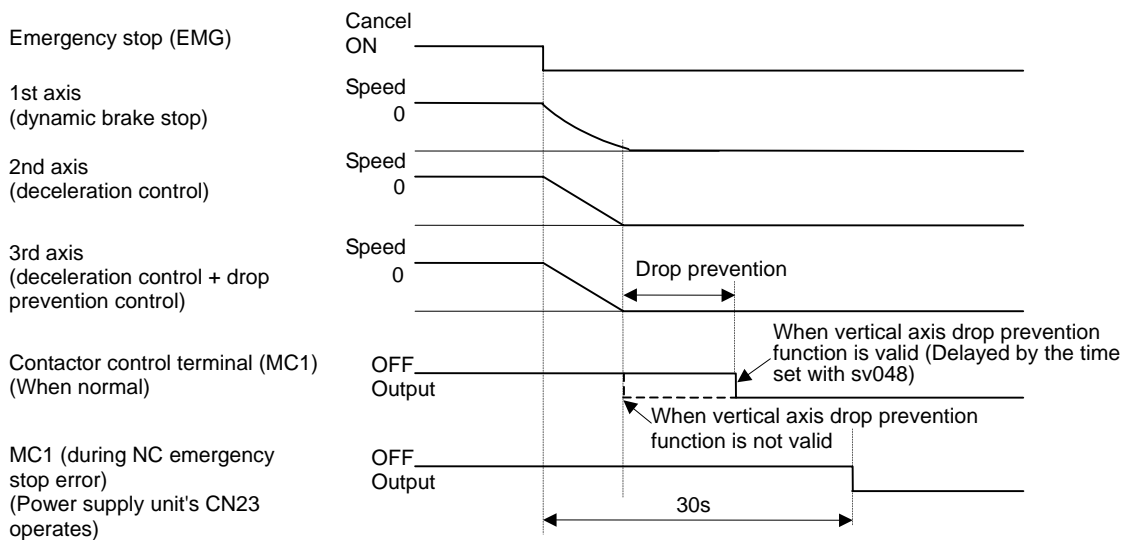 Emergency stop (EMG)
Cancel
ON
1st axis
(dynamic brake stop)
Speed
0
2nd axis
(deceleration control)
Speed
0
3rd axis
(deceleration control + drop
prevention control)
Speed
0
Drop prevention
Contactor control terminal (MC1)
(When normal)
OFF
Output
When vertical axis drop prevention
function is valid (Delayed by the time
set with sv048)
When vertical axis drop prevention
function is not valid
MC1 (during NC emergency
stop error)
(Power supply unit's CN23
operates)
OFF
Output
30s